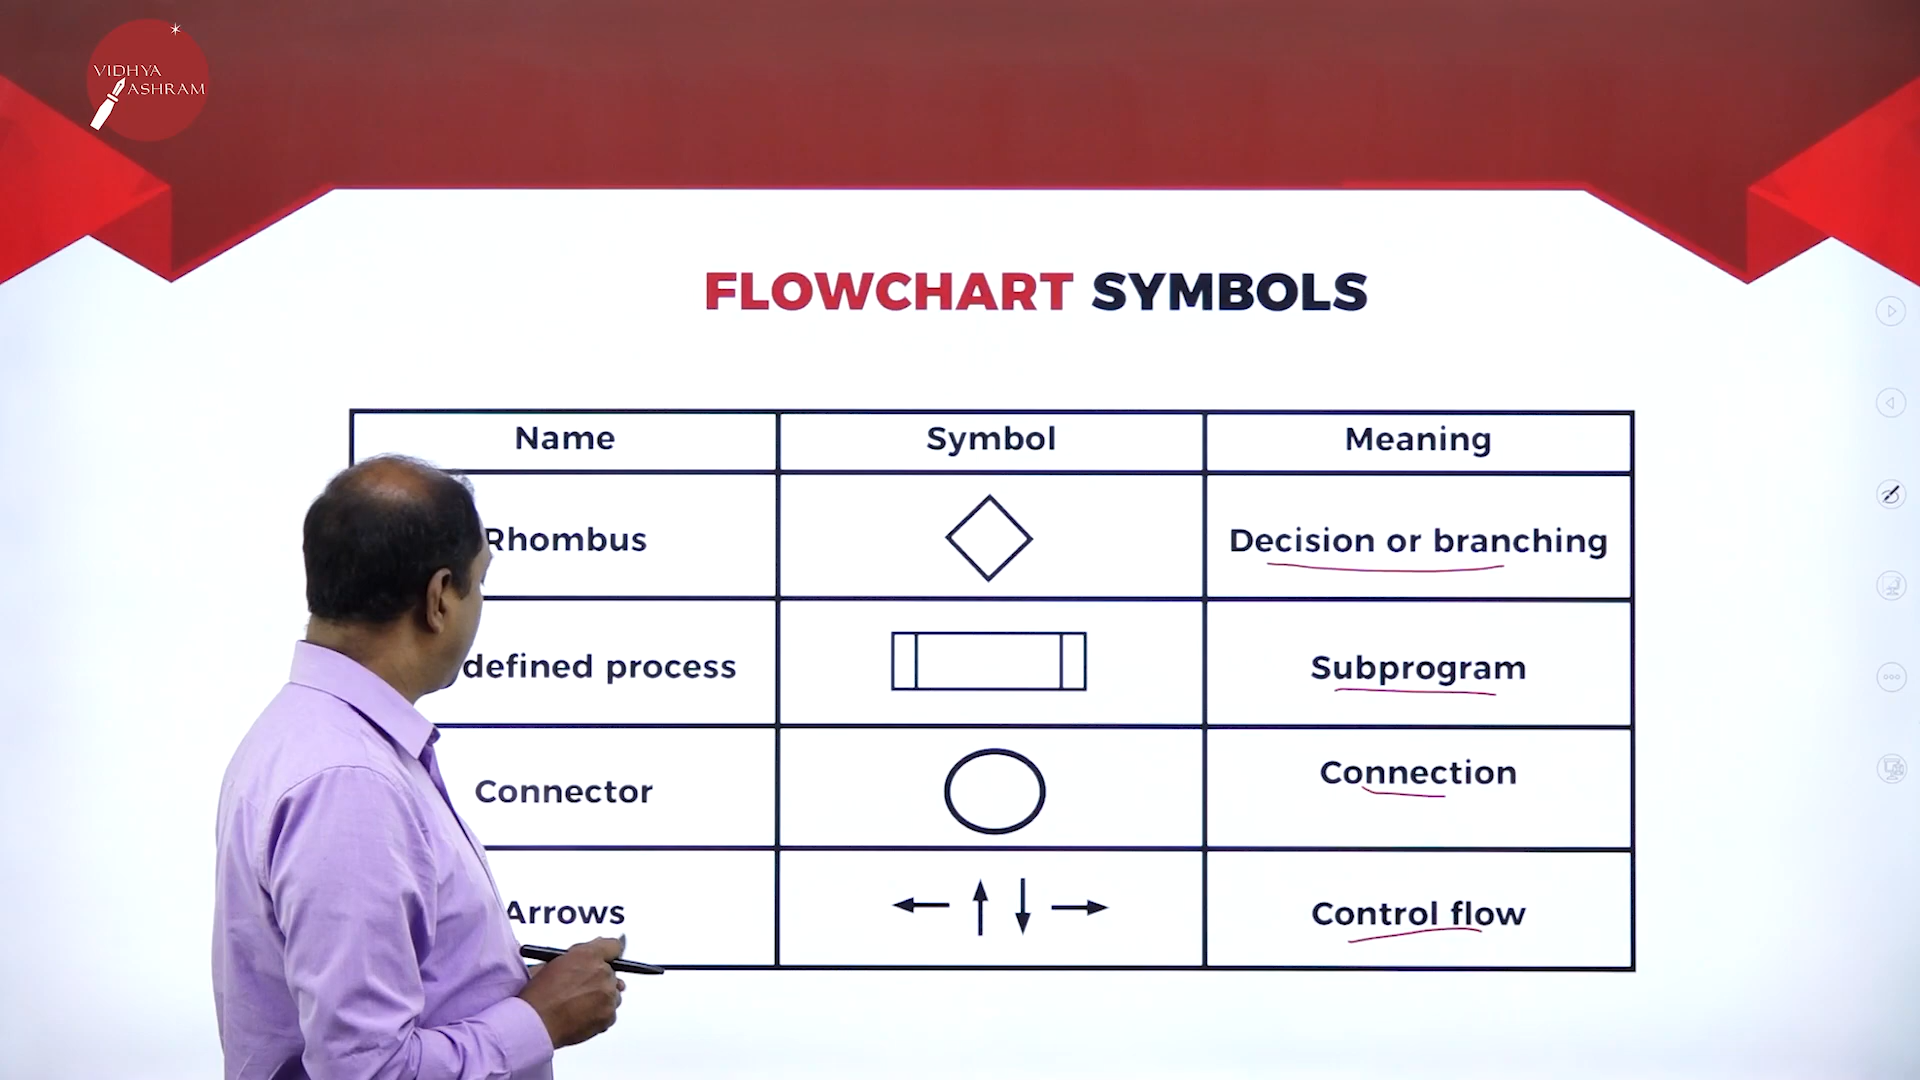 VIDHYA
ASHRAM
FLOWCHART SYMBOLS
Name Symbol Meaning
Rhombus Decision or branching
defined process Subprogram
Connector Connection
Arrows Control flow